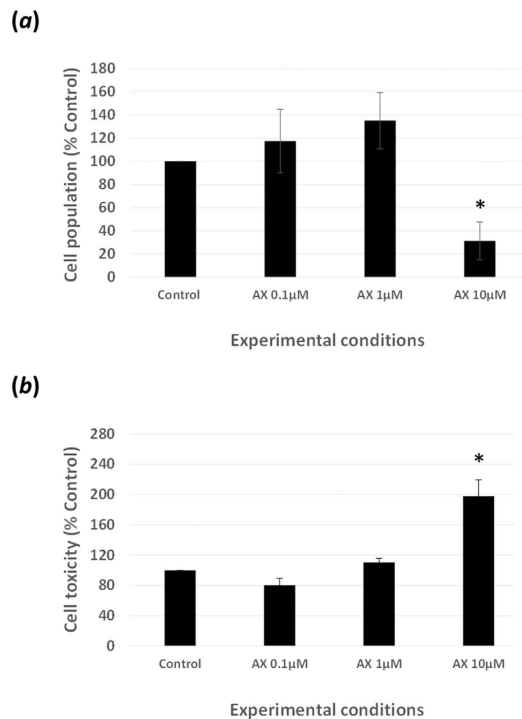 (a)
Cell population (% Control)
180
160
140
120
100
80
60
40
20
0
Control AX 0.1µM AX 1µM AX 10µM
*
Experimental conditions
(b)
Cell toxicity (% Control)
280
240
200
160
120
80
40
0
Control AX 0.1µM AX 1µM AX 10µM
*
Experimental conditions